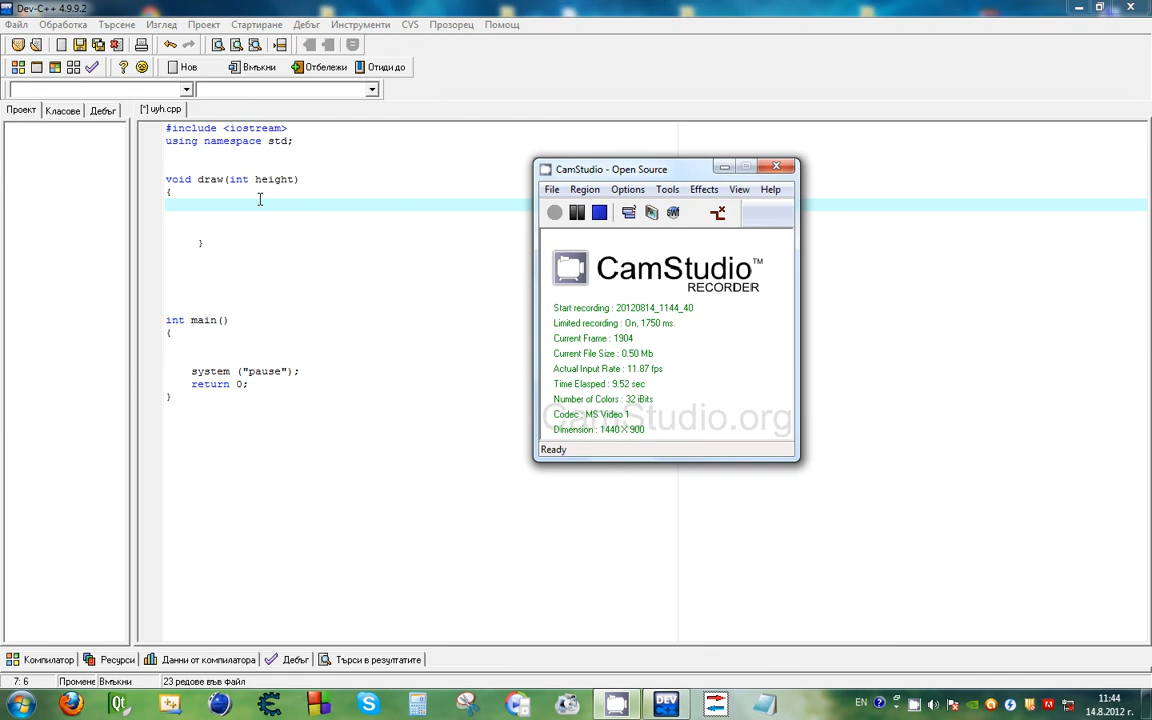 Dev-C++ 4.9.9.2
Файл Обработка Търсене Изглед Проект Стартиране Дебъг Инструменти CVS Прозорец Помощ
Нов Вмъкни Отбележи Отиди до
Проект Класове Дебъг [*] uyh.cpp
#include <iostream>
using namespace std;
void draw(int height)
{
}
int main()
{
system ("pause");
return 0;
}
CamStudio - Open Source
File Region Options Tools Effects View Help
CamStudio™
RECORDER
Start recording : 20120814_1144_40
Limited recording : On, 1750 ms.
Current Frame : 1904
Current File Size : 0.50 Mb
Actual Input Rate : 11.87 fps
Time Elasped : 9.52 sec
Number of Colors : 32 iBits
Codec : MS Video 1
Dimension : 1440 X 900
CamStudio.org
Ready
Компилатор Ресурси Данни от компилатора Дебъг Търси в резултатите
7: 6 Промене Вмъкни 23 редове във файл
EN 11:44
14.8.2012 г.